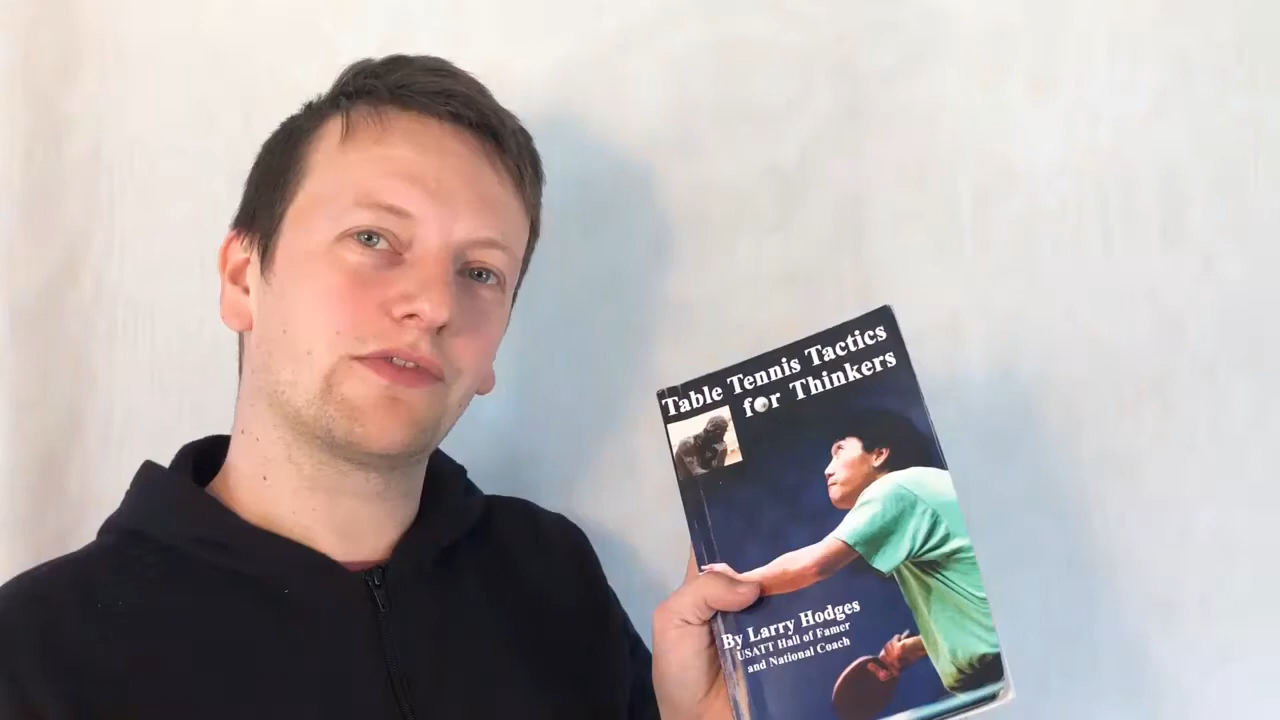 Table Tennis Tactics
for Thinkers
By Larry Hodges
USATT Hall of Famer
and National Coach